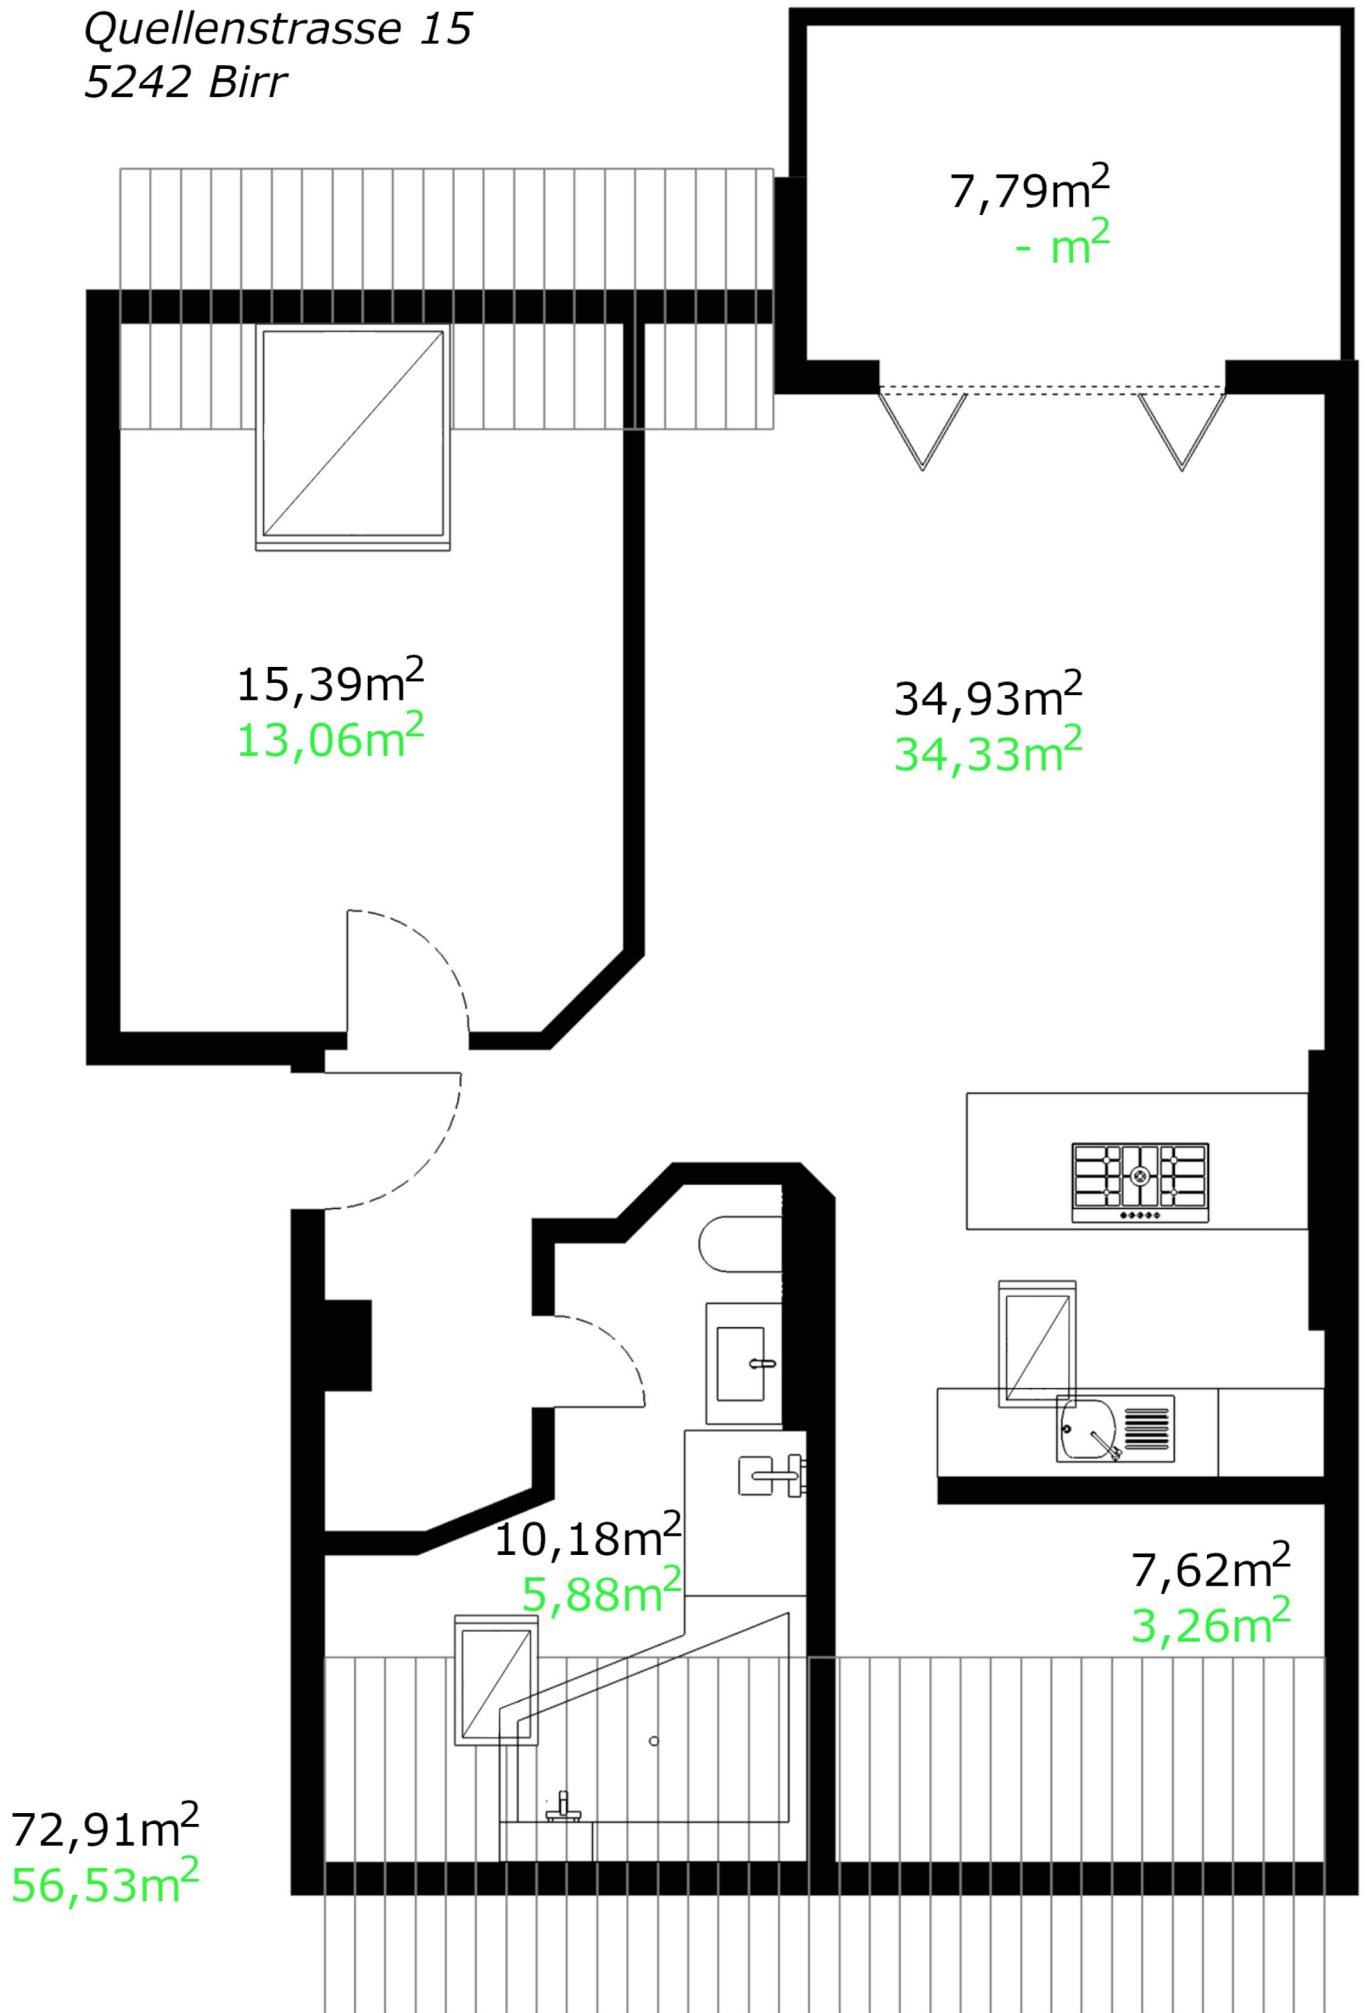 Quellenstrasse 15
5242 Birr
7,79m²
- m²
15,39m²
13,06m²
34,93m²
34,33m²
10,18m²
5,88m²
7,62m²
3,26m²
72,91m²
56,53m²